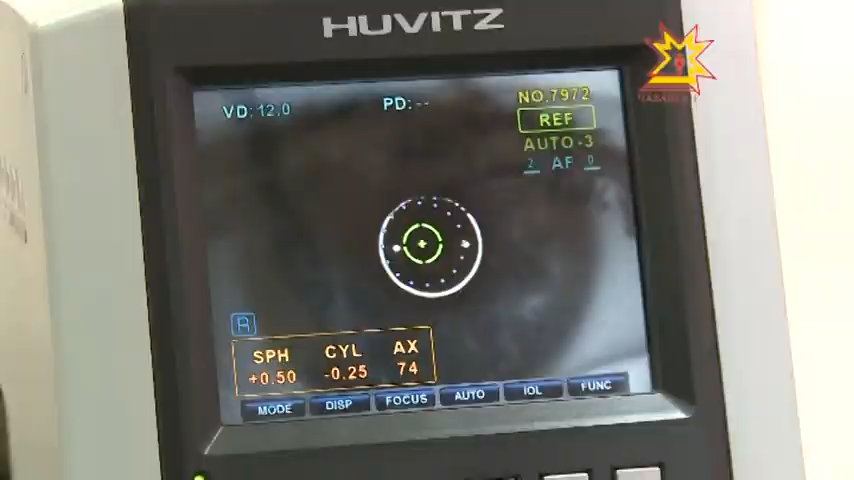 HUVITZ
VD: 12.0
PD: --
NO.7972
REF
AUTO-3
2 AF 0
R
SPH CYL AX
+0.50 -0.25 74
MODE DISP FOCUS AUTO IOL FUNC